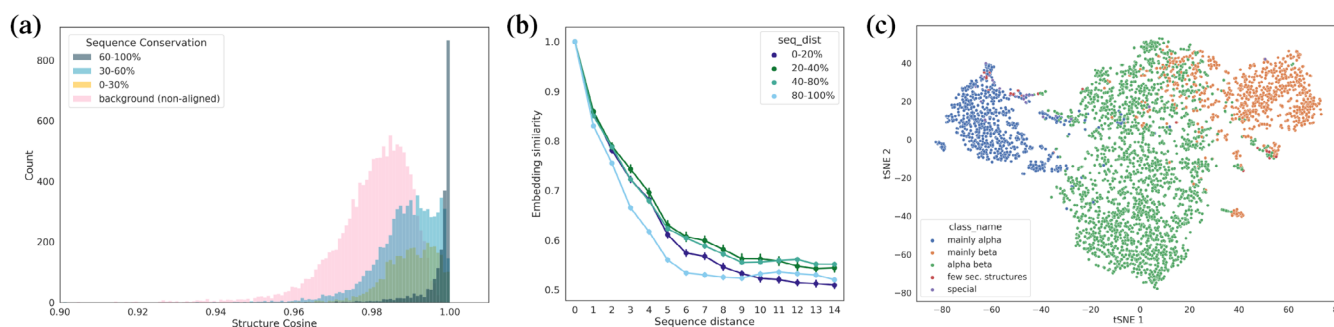 (a)
Sequence Conservation
60-100%
30-60%
0-30%
background (non-aligned)
Count
800
600
400
200
0
0.90
0.92
0.94
0.96
0.98
1.00
Structure Cosine
(b)
seq_dist
0-20%
20-40%
40-80%
80-100%
Embedding similarity
1.0
0.9
0.8
0.7
0.6
0.5
0 1 2 3 4 5 6 7 8 9 10 11 12 13 14
Sequence distance
(c)
tSNE 2
40
20
0
−20
−40
−60
−80
class_name
mainly alpha
mainly beta
alpha beta
few sec. structures
special
−80 −60 −40 −20 0 20 40 60
tSNE 1